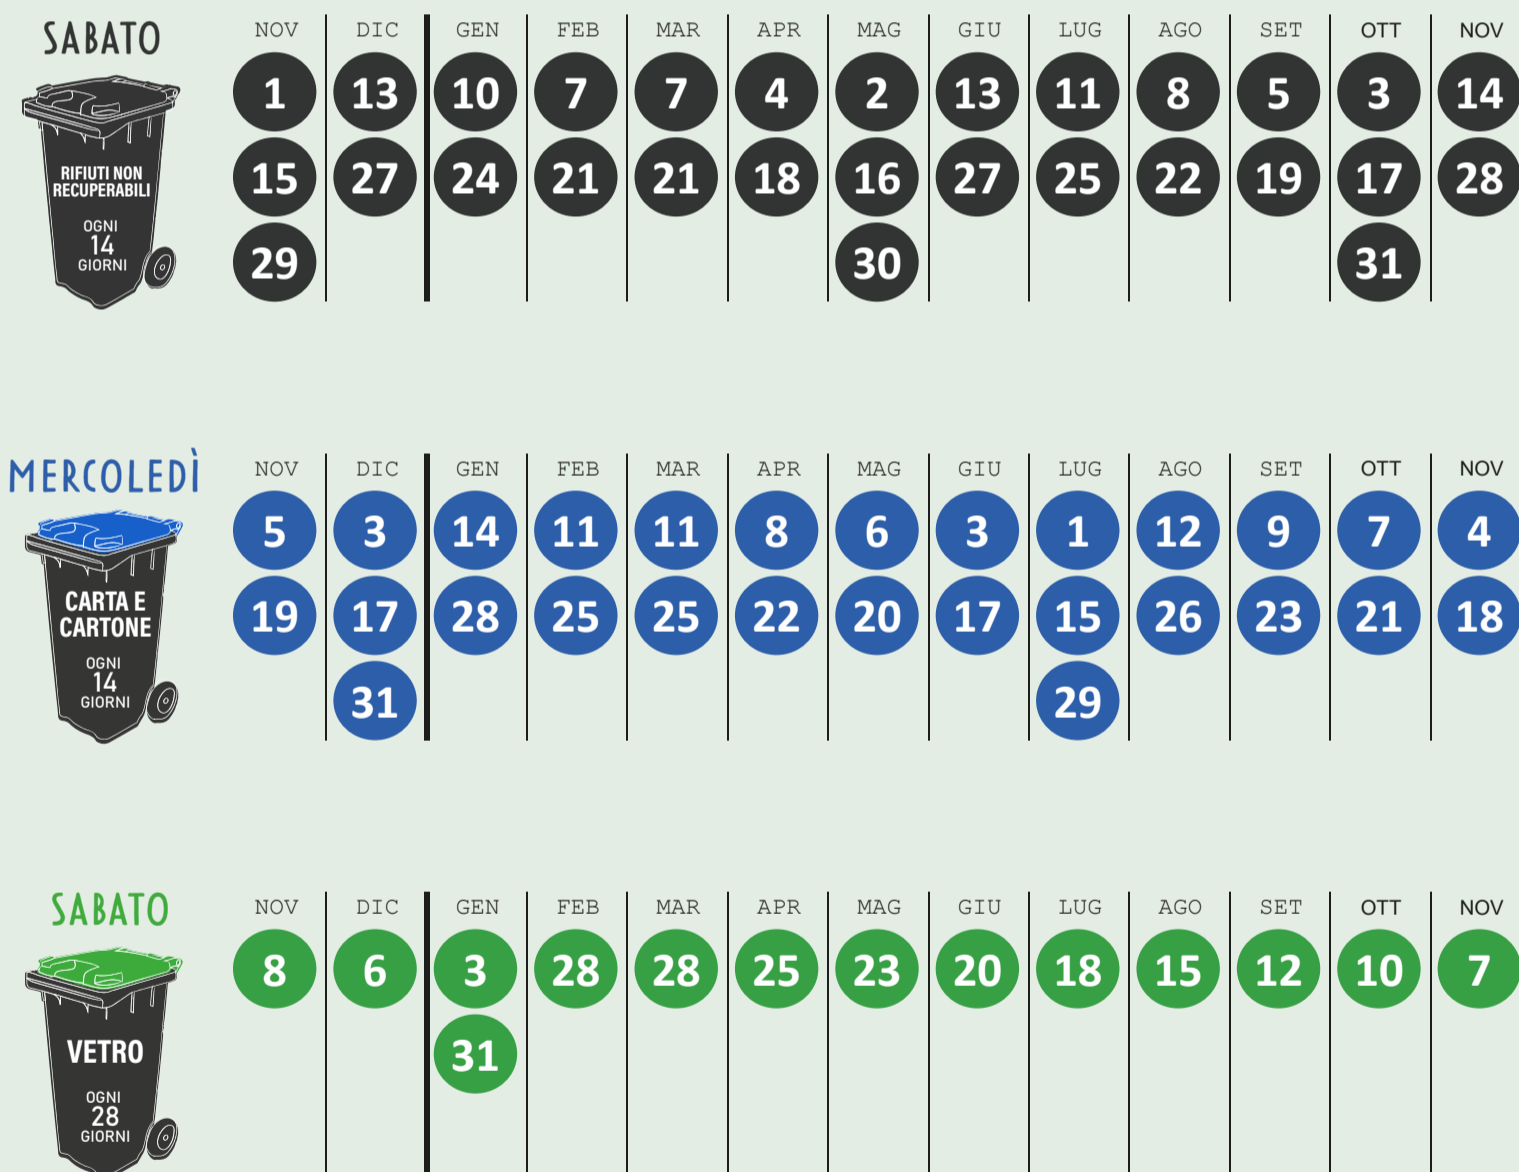 SABATO
RIFIUTI NON
RECUPERABILI
OGNI
14
GIORNI
NOV DIC GEN FEB MAR APR MAG GIU LUG AGO SET OTT NOV
1 13 10 7 7 4 2 13 11 8 5 3 14
15 27 24 21 21 18 16 27 25 22 19 17 28
29 30 31
MERCOLEDÌ
CARTA E
CARTONE
OGNI
14
GIORNI
NOV DIC GEN FEB MAR APR MAG GIU LUG AGO SET OTT NOV
5 3 14 11 11 8 6 3 1 12 9 7 4
19 17 28 25 25 22 20 17 15 26 23 21 18
31 29
SABATO
VETRO
OGNI
28
GIORNI
NOV DIC GEN FEB MAR APR MAG GIU LUG AGO SET OTT NOV
8 6 3 28 28 25 23 20 18 15 12 10 7
31